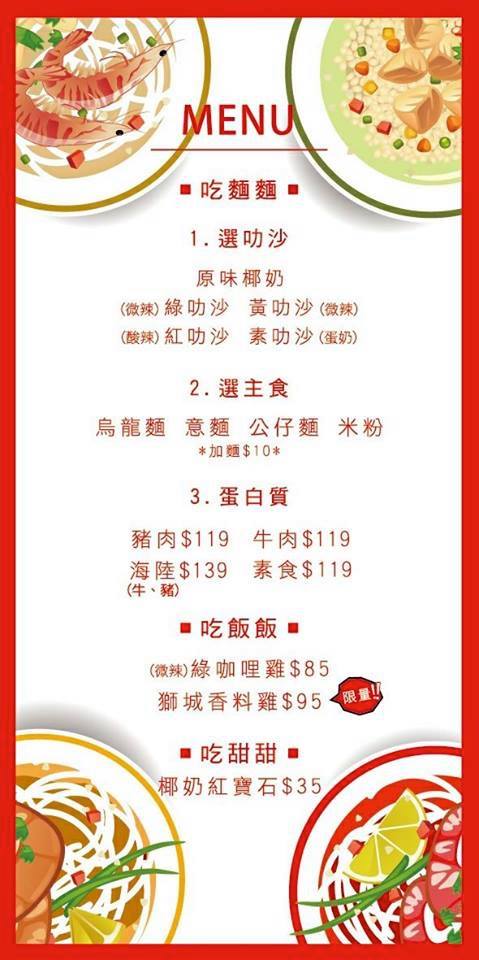 MENU
▪吃麵麵▪
1.選叻沙
原味椰奶
(微辣)綠叻沙 黃叻沙(微辣)
(酸辣)紅叻沙 素叻沙(蛋奶)
2.選主食
烏龍麵 意麵 公仔麵 米粉
*加麵$10*
3.蛋白質
豬肉$119 牛肉$119
海陸$139 素食$119
(牛、豬)
▪吃飯飯▪
(微辣)綠咖哩雞$85
獅城香料雞$95 限量!!
▪吃甜甜▪
椰奶紅寶石$35